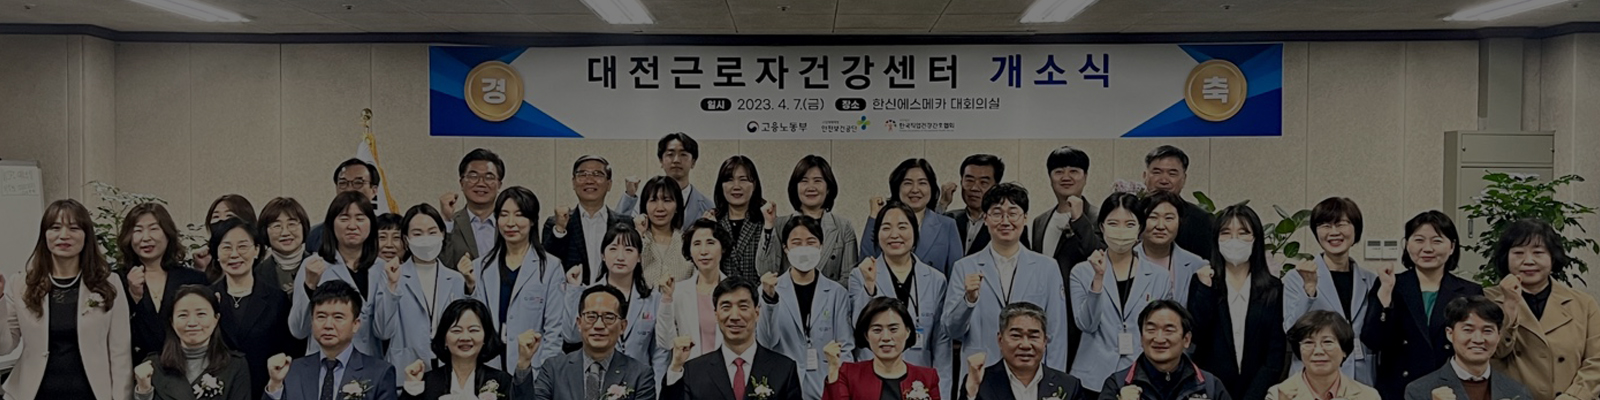 경 대전근로자건강센터 개소식 축
일시 2023. 4. 7.(금) 장소 한신에스메카 대회의실
고용노동부 안전보건공단 한국직업건강간호협회